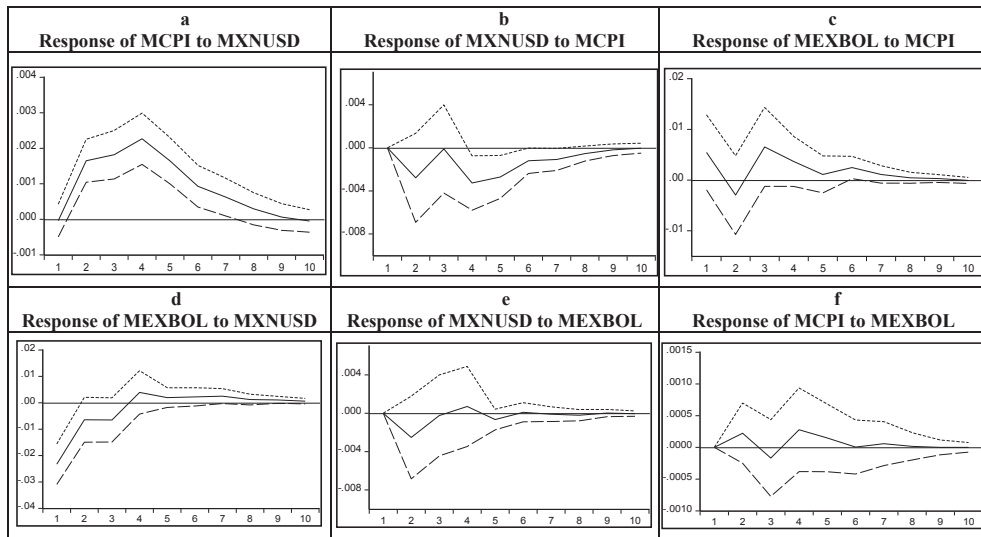 a
Response of MCPI to MXNUSD
.004
.003
.002
.001
.000
-.001
1 2 3 4 5 6 7 8 9 10
b
Response of MXNUSD to MCPI
.004
.000
-.004
-.008
1 2 3 4 5 6 7 8 9 10
c
Response of MEXBOL to MCPI
.02
.01
.00
-.01
1 2 3 4 5 6 7 8 9 10
d
Response of MEXBOL to MXNUSD
.02
.01
.00
-.01
-.02
-.03
-.04
1 2 3 4 5 6 7 8 9 10
e
Response of MXNUSD to MEXBOL
.004
.000
-.004
-.008
1 2 3 4 5 6 7 8 9 10
f
Response of MCPI to MEXBOL
.0015
.0010
.0005
.0000
-.0005
-.0010
1 2 3 4 5 6 7 8 9 10